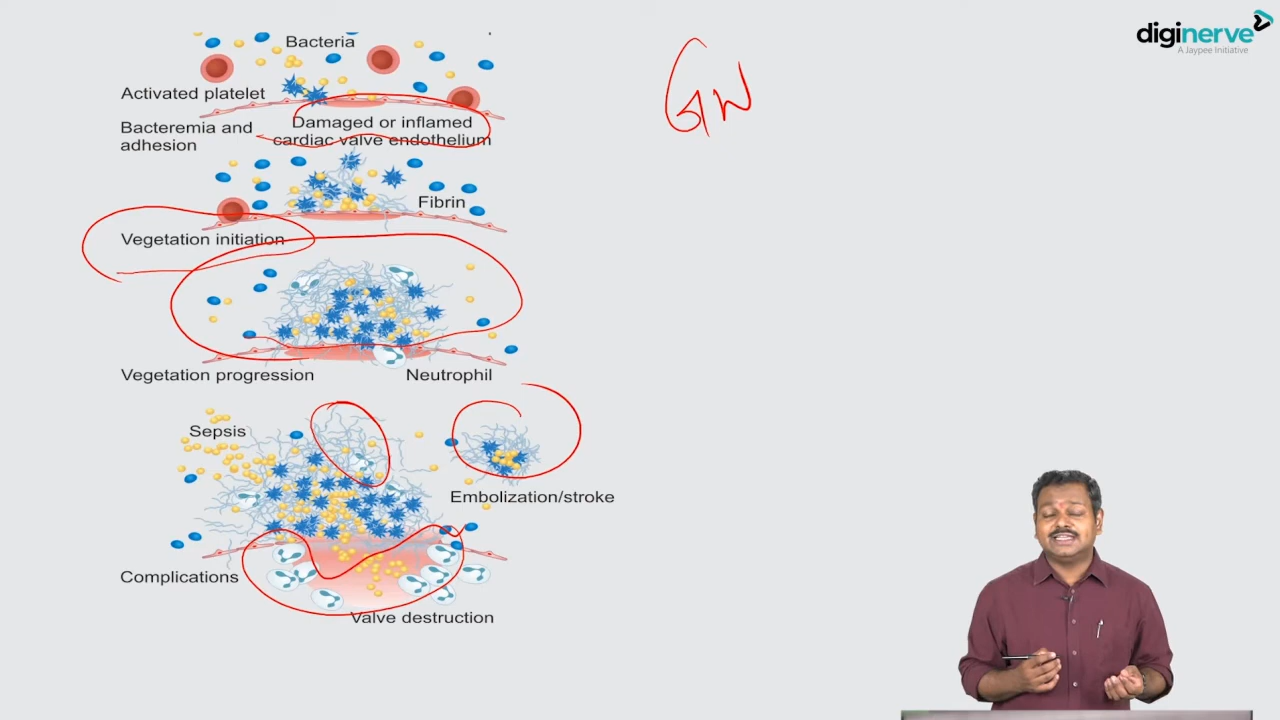 diginerve
A Jaypee Initiative
Bacteria
Activated platelet
Bacteremia and
adhesion
Damaged or inflamed
cardiac valve endothelium
Fibrin
Vegetation initiation
Vegetation progression
Neutrophil
Sepsis
Embolization/stroke
Complications
Valve destruction
GN